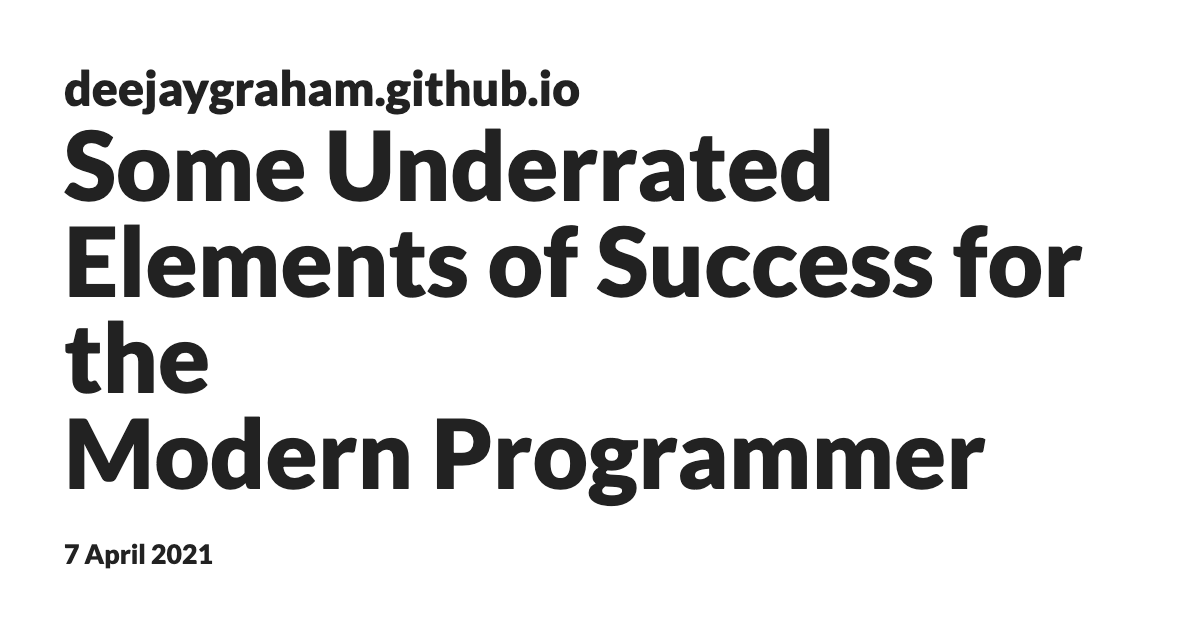 deejaygraham.github.io
Some Underrated
Elements of Success for
the
Modern Programmer
7 April 2021